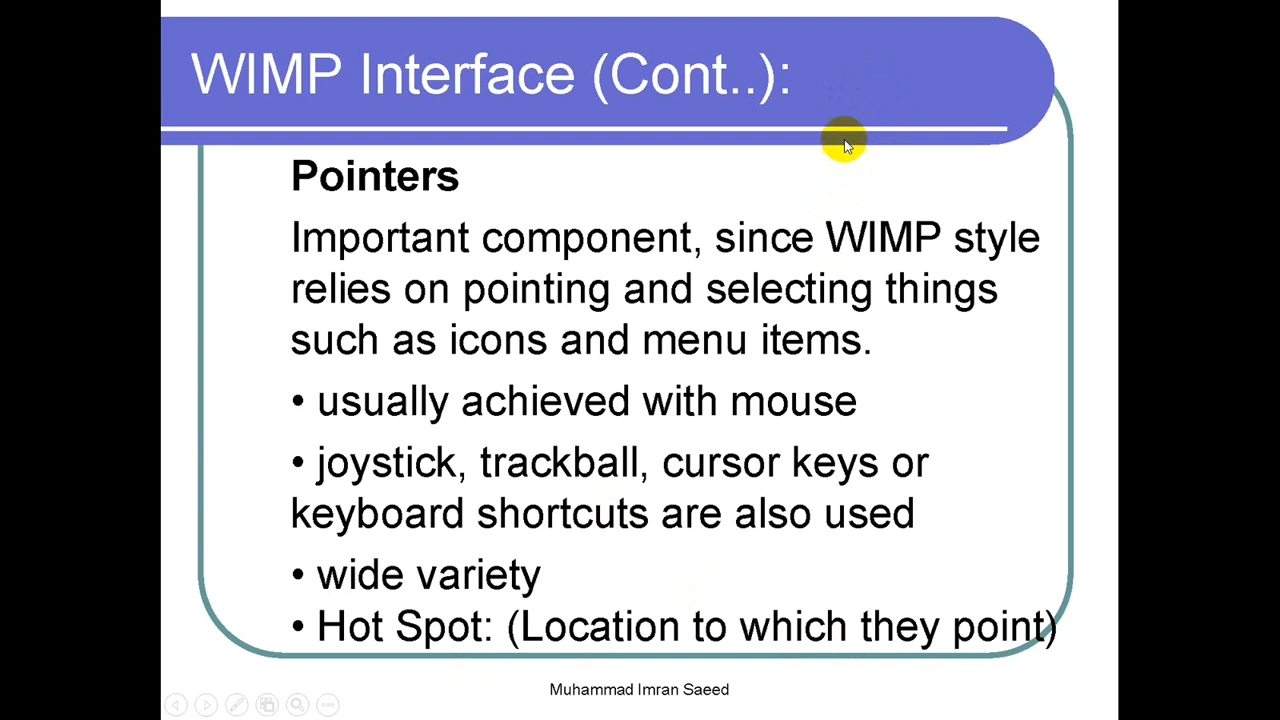 WIMP Interface (Cont..):
Pointers
Important component, since WIMP style
relies on pointing and selecting things
such as icons and menu items.
• usually achieved with mouse
• joystick, trackball, cursor keys or
keyboard shortcuts are also used
• wide variety
• Hot Spot: (Location to which they point)
Muhammad Imran Saeed